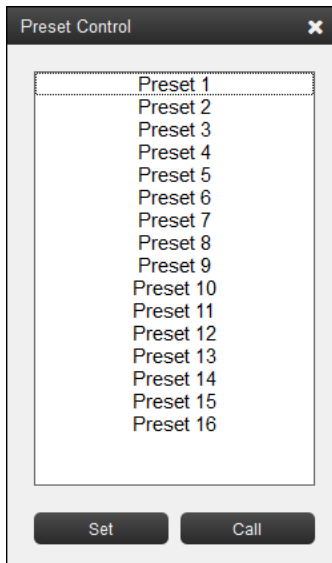 Preset Control
Preset 1
Preset 2
Preset 3
Preset 4
Preset 5
Preset 6
Preset 7
Preset 8
Preset 9
Preset 10
Preset 11
Preset 12
Preset 13
Preset 14
Preset 15
Preset 16
Set Call